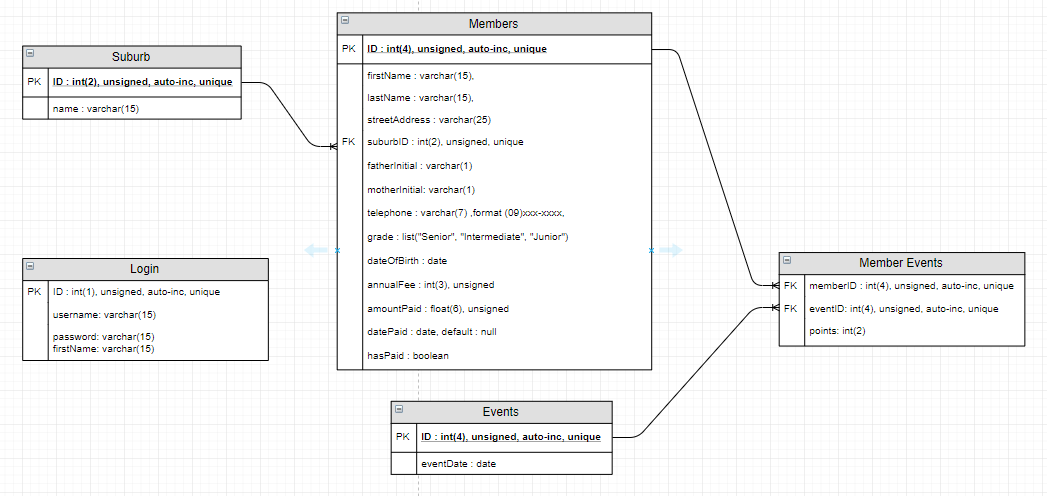 Suburb
PK ID : int(2), unsigned, auto-inc, unique
name : varchar(15)
Members
PK ID : int(4), unsigned, auto-inc, unique
firstName : varchar(15),
lastName : varchar(15),
streetAddress : varchar(25)
FK suburbID : int(2), unsigned, unique
fatherInitial : varchar(1)
motherInitial: varchar(1)
telephone : varchar(7) ,format (09)xxx-xxxx,
grade : list("Senior", "Intermediate", "Junior")
dateOfBirth : date
annualFee : int(3), unsigned
amountPaid : float(6), unsigned
datePaid : date, default : null
hasPaid : boolean
Login
PK ID : int(1), unsigned, auto-inc, unique
username: varchar(15)
password: varchar(15)
firstName: varchar(15)
Member Events
FK memberID : int(4), unsigned, auto-inc, unique
FK eventID: int(4), unsigned, auto-inc, unique
points: int(2)
Events
PK ID : int(4), unsigned, auto-inc, unique
eventDate : date